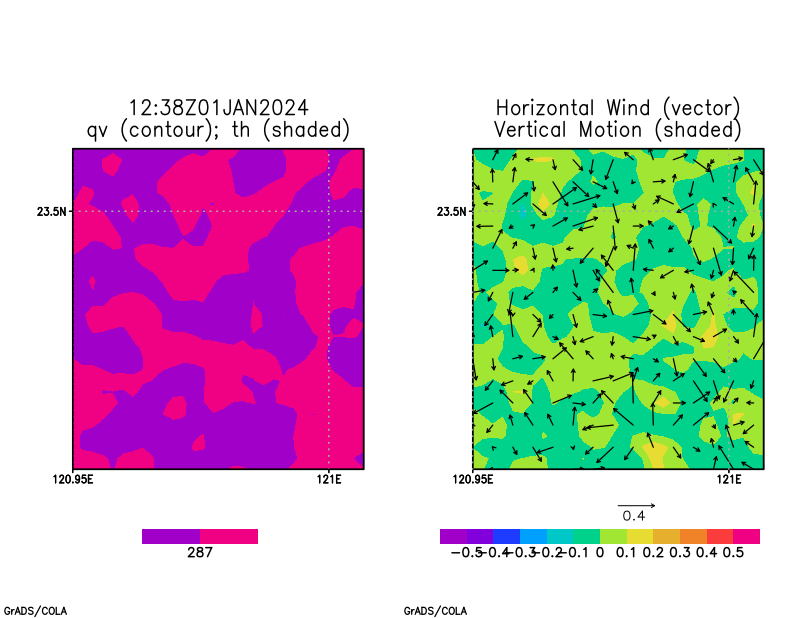 12:38Z01JAN2024
qv (contour); th (shaded)
23.5N
120.95E 121E
287
GrADS/COLA
Horizontal Wind (vector)
Vertical Motion (shaded)
23.5N
120.95E 121E
0.4
-0.5 -0.4 -0.3 -0.2 -0.1 0 0.1 0.2 0.3 0.4 0.5
GrADS/COLA